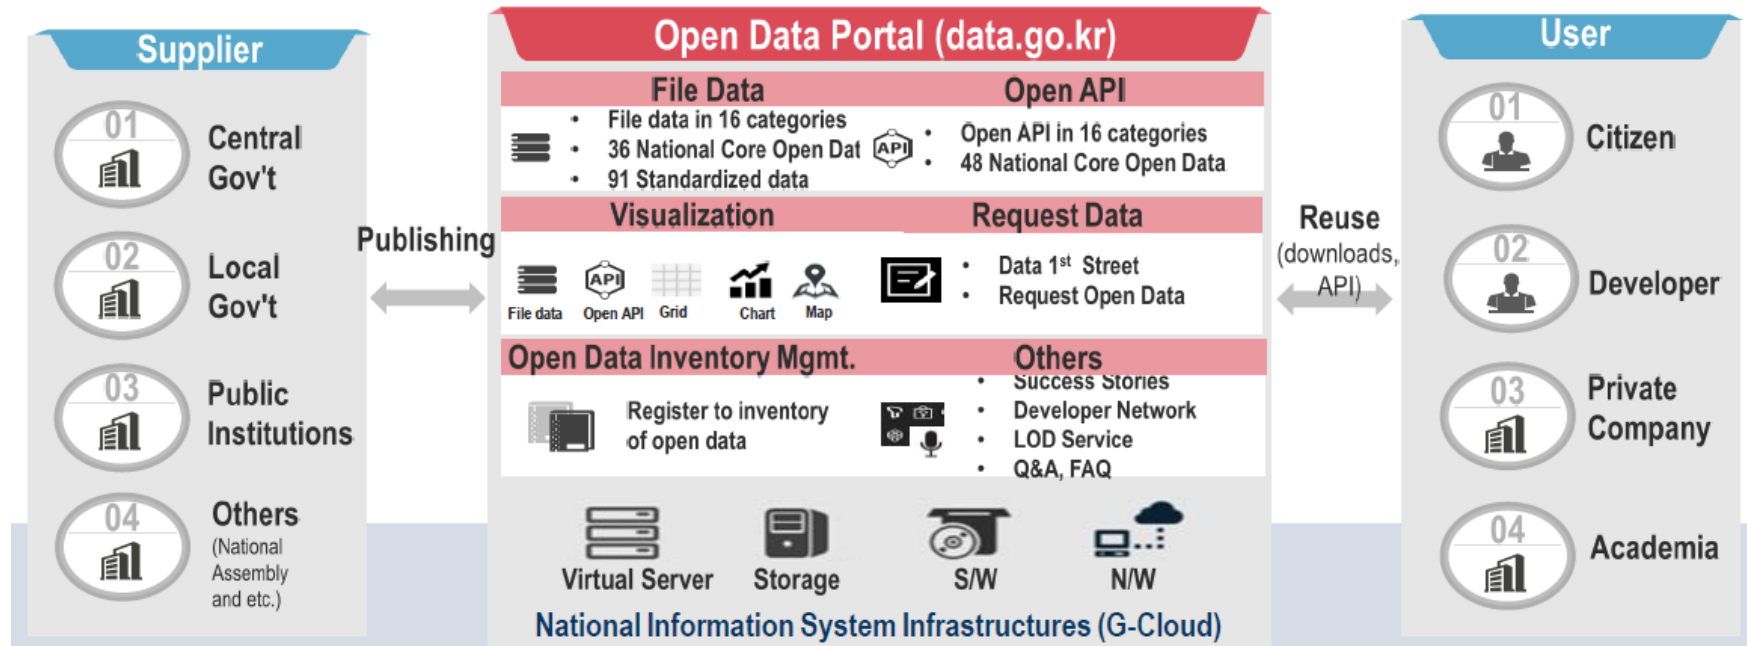 Supplier
01
Central
Gov't
02
Local
Gov't
03
Public
Institutions
04
Others
(National
Assembly
and etc.)
Publishing
Open Data Portal (data.go.kr)
File Data
• File data in 16 categories
• 36 National Core Open Dat
• 91 Standardized data
Open API
API
• Open API in 16 categories
• 48 National Core Open Data
Visualization
API
File data
Open API
Grid
Chart
Map
Request Data
• Data 1st Street
• Request Open Data
Open Data Inventory Mgmt.
Register to inventory
of open data
Others
• Success Stories
• Developer Network
• LOD Service
• Q&A, FAQ
Virtual Server
Storage
S/W
N/W
National Information System Infrastructures (G-Cloud)
Reuse
(downloads,
API)
User
01
Citizen
02
Developer
03
Private
Company
04
Academia